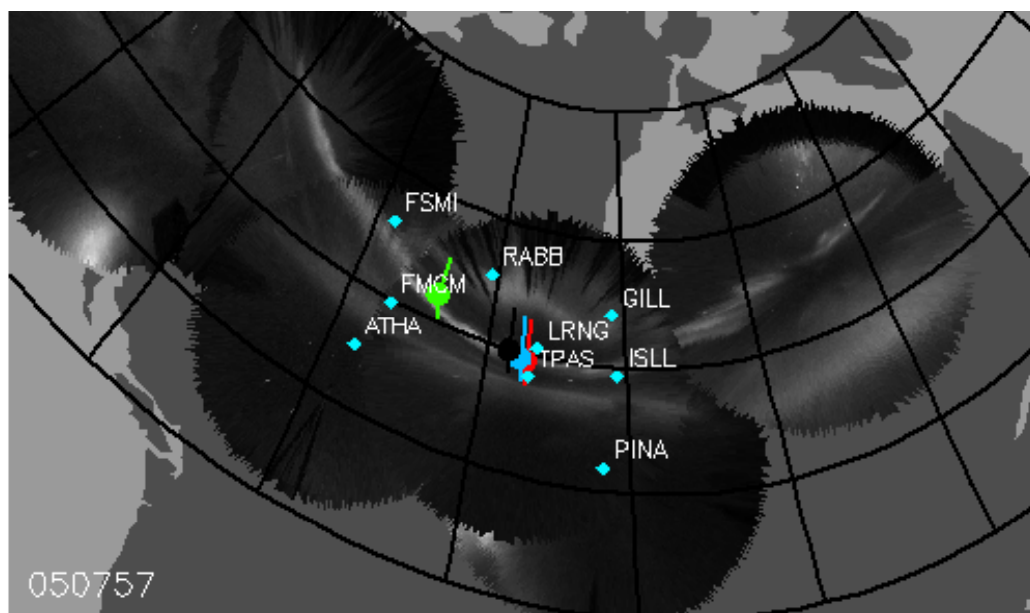 FSMI
RABB
FMCM
GILL
ATHA
LRNG
TPAS
ISLL
PINA
050757